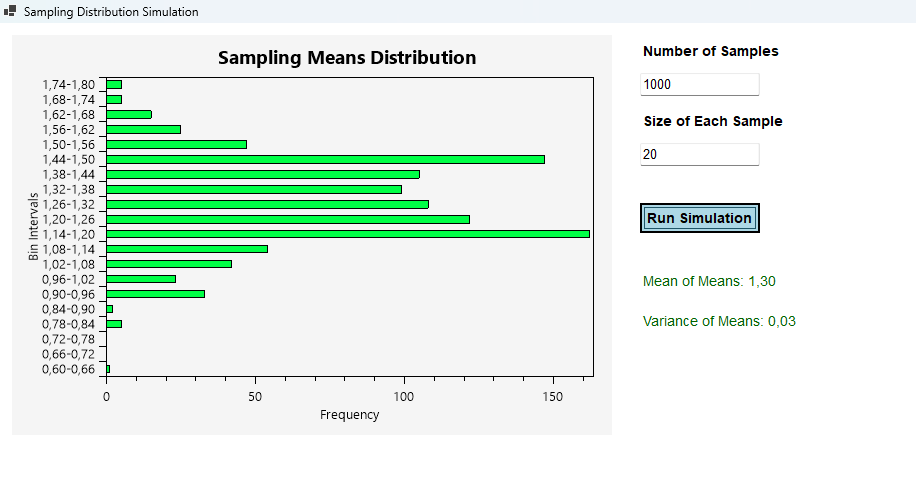 Sampling Distribution Simulation
Sampling Means Distribution
1,74-1,80
1,68-1,74
1,62-1,68
1,56-1,62
1,50-1,56
1,44-1,50
1,38-1,44
1,32-1,38
1,26-1,32
1,20-1,26
1,14-1,20
1,08-1,14
1,02-1,08
0,96-1,02
0,90-0,96
0,84-0,90
0,78-0,84
0,72-0,78
0,66-0,72
0,60-0,66
Bin Intervals
0 50 100 150
Frequency
Number of Samples
1000
Size of Each Sample
20
Run Simulation
Mean of Means: 1,30
Variance of Means: 0,03